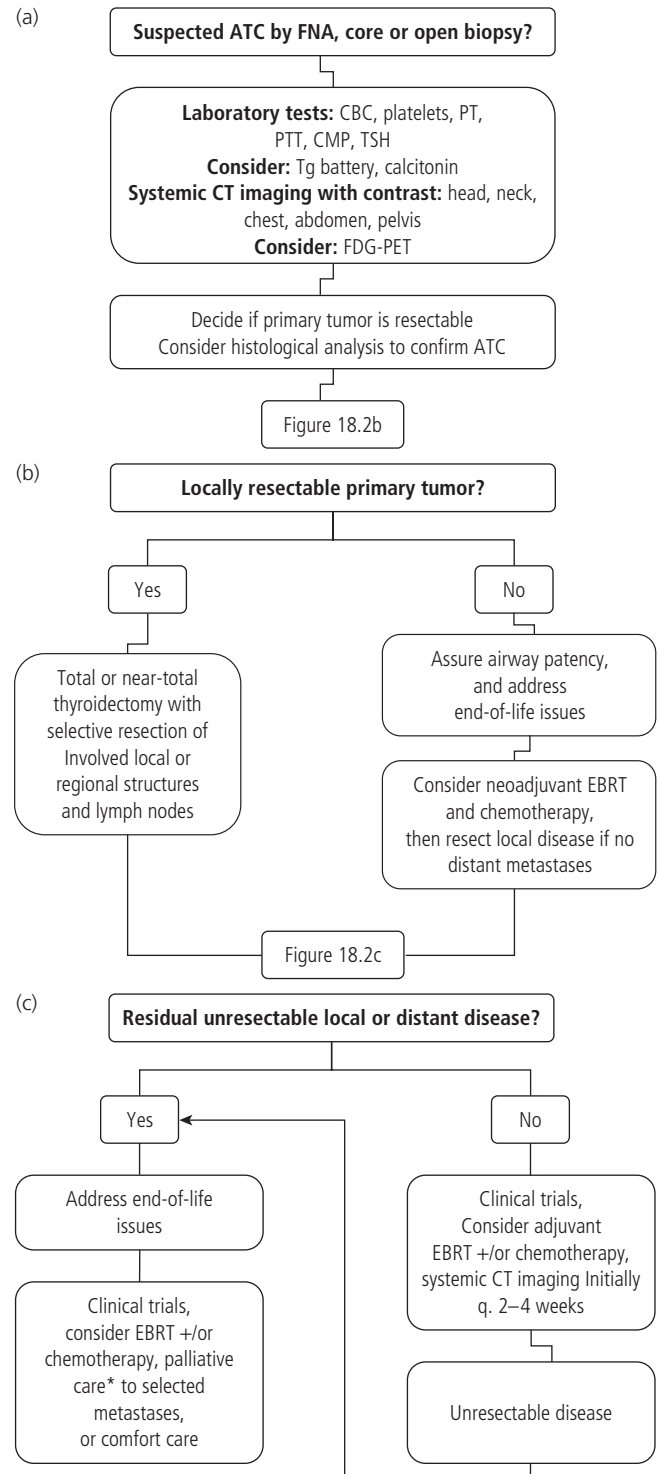 (a)
Suspected ATC by FNA, core or open biopsy?
Laboratory tests: CBC, platelets, PT,
PTT, CMP, TSH
Consider: Tg battery, calcitonin
Systemic CT imaging with contrast: head, neck,
chest, abdomen, pelvis
Consider: FDG-PET
Decide if primary tumor is resectable
Consider histological analysis to confirm ATC
Figure 18.2b
(b)
Locally resectable primary tumor?
Yes
Total or near-total
thyroidectomy with
selective resection of
Involved local or
regional structures
and lymph nodes
No
Assure airway patency,
and address
end-of-life issues
Consider neoadjuvant EBRT
and chemotherapy,
then resect local disease if no
distant metastases
Figure 18.2c
(c)
Residual unresectable local or distant disease?
Yes
Address end-of-life
issues
Clinical trials,
consider EBRT +/or
chemotherapy, palliative
care* to selected
metastases,
or comfort care
No
Clinical trials,
Consider adjuvant
EBRT +/or chemotherapy,
systemic CT imaging Initially
q. 2–4 weeks
Unresectable disease